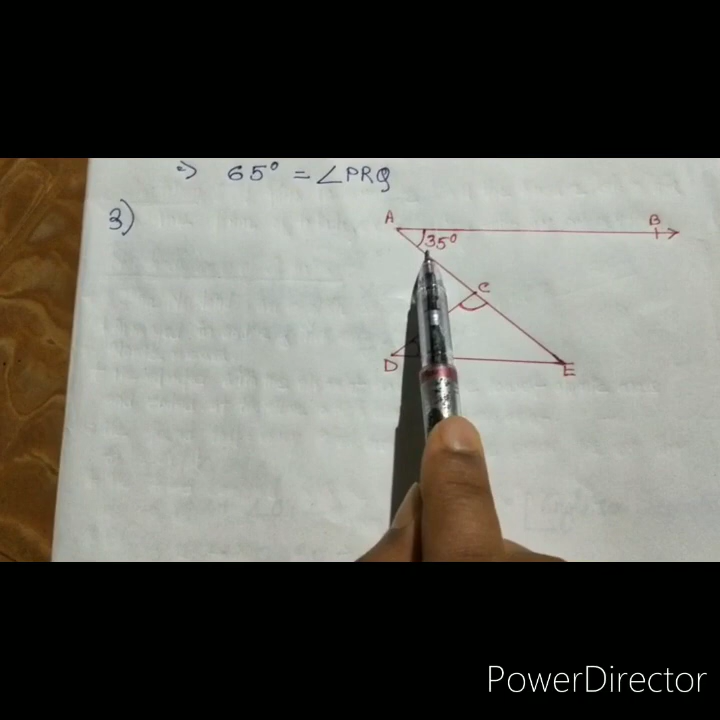 => 65° = ∠PRQ
3)
A B
35°
C
D E
PowerDirector